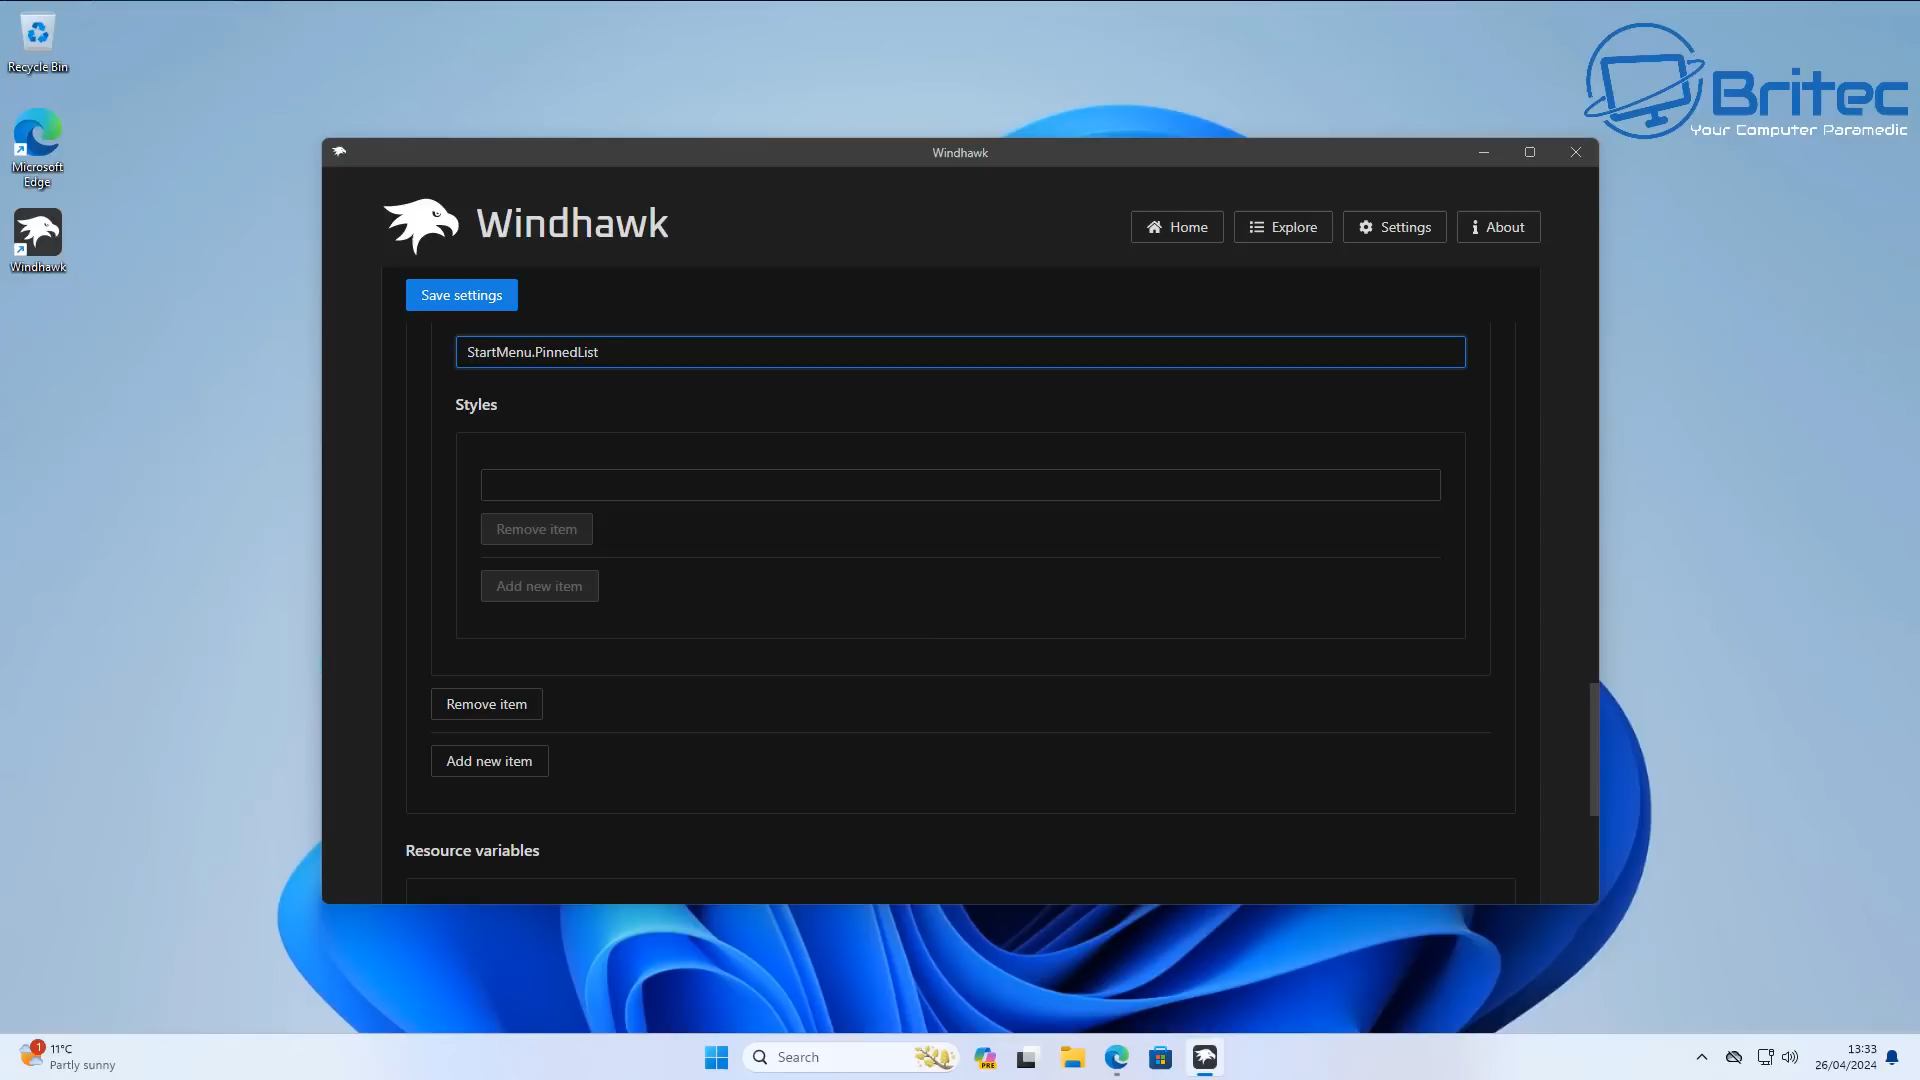 Recycle Bin
Microsoft
Edge
Windhawk
Britec
Your Computer Paramedic
Windhawk
Windhawk
Home
Explore
Settings
About
Save settings
StartMenu.PinnedList
Styles
Remove item
Add new item
Remove item
Add new item
Resource variables
1
11°C
Partly sunny
Search
PRE
13:33
26/04/2024